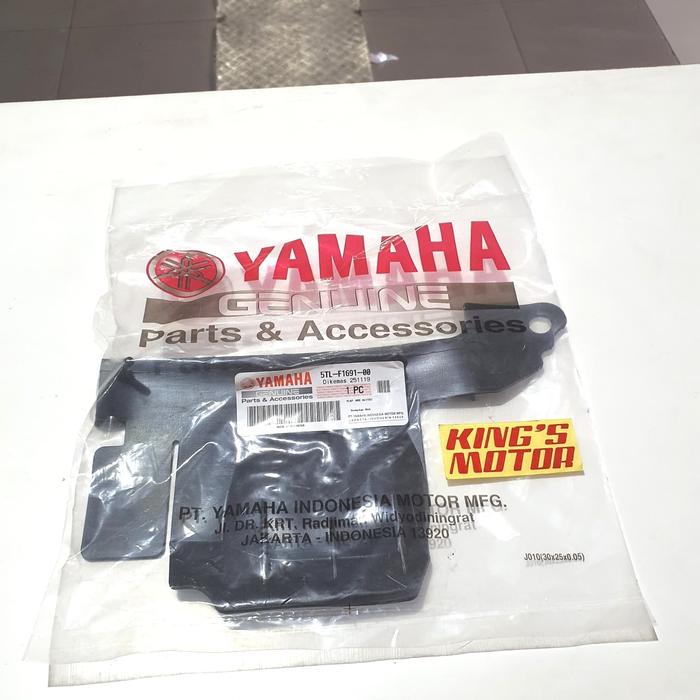 YAMAHA
GENUINE
Parts & Accessories
YAMAHA
GENUINE
Parts & Accessories
5TL-F1691-00
Dikemas 251119
1 PC
KING'S
MOTOR
PT. YAMAHA INDONESIA MOTOR MFG.
Jl. DR. KRT. Radjiman Widyodiningrat
JAKARTA - INDONESIA 13920
J010(30x25x0.05)